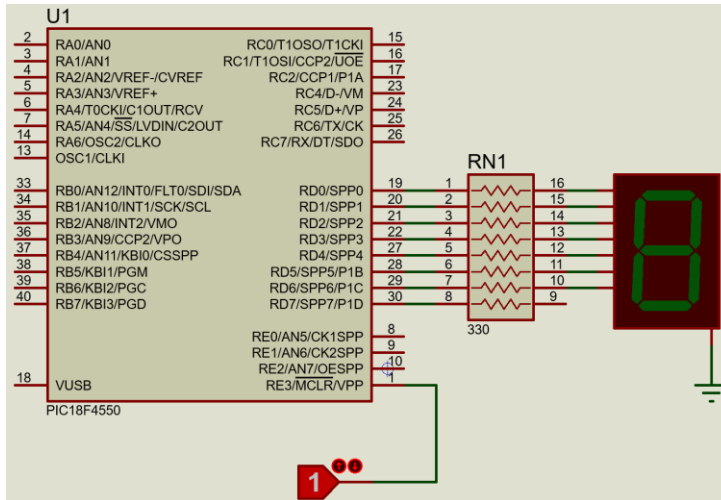 U1
2 RA0/AN0 RC0/T1OSO/T1CKI 15
3 RA1/AN1 RC1/T1OSI/CCP2/UOE 16
4 RA2/AN2/VREF-/CVREF RC2/CCP1/P1A 17
5 RA3/AN3/VREF+ RC4/D-/VM 23
6 RA4/T0CKI/C1OUT/RCV RC5/D+/VP 24
7 RA5/AN4/SS/LVDIN/C2OUT RC6/TX/CK 25
14 RA6/OSC2/CLKO RC7/RX/DT/SDO 26
13 OSC1/CLKI
RN1
33 RB0/AN12/INT0/FLT0/SDI/SDA RD0/SPP0 19 1 16
34 RB1/AN10/INT1/SCK/SCL RD1/SPP1 20 2 15
35 RB2/AN8/INT2/VMO RD2/SPP2 21 3 14
36 RB3/AN9/CCP2/VPO RD3/SPP3 22 4 13
37 RB4/AN11/KBI0/CSSPP RD4/SPP4 27 5 12
38 RB5/KBI1/PGM RD5/SPP5/P1B 28 6 11
39 RB6/KBI2/PGC RD6/SPP6/P1C 29 7 10
40 RB7/KBI3/PGD RD7/SPP7/P1D 30 8 9
330
RE0/AN5/CK1SPP 8
RE1/AN6/CK2SPP 9
RE2/AN7/OESPP 10
18 VUSB RE3/MCLR/VPP 1
PIC18F4550
1